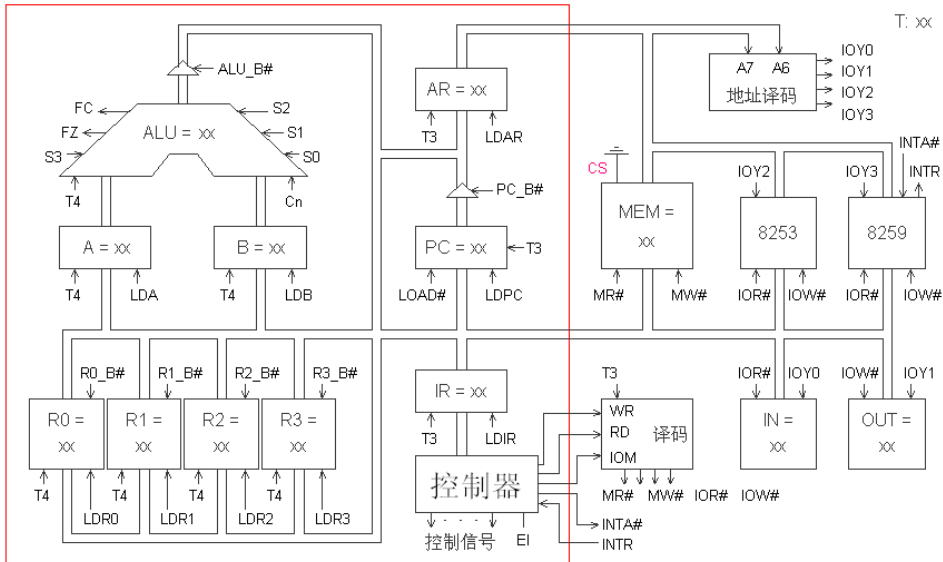 T: xx
ALU_B#
FC
S2
FZ
ALU = xx
S1
S3
S0
T4
Cn
AR = xx
T3
LDAR
A7 A6
地址译码
IOY0
IOY1
IOY2
IOY3
PC_B#
CS
INTA#
IOY2
IOY3
INTR
A = xx
B = xx
PC = xx
T3
MEM =
xx
8253
8259
T4
LDA
T4
LDB
LOAD#
LDPC
MR#
MW#
IOR#
IOW#
IOR#
IOW#
R0_B#
R1_B#
R2_B#
R3_B#
R0 =
xx
R1 =
xx
R2 =
xx
R3 =
xx
T4
LDR0
T4
LDR1
T4
LDR2
T4
LDR3
IR = xx
T3
LDIR
控制器
· · ·
控制信号
EI
T3
WR
RD
译码
IOM
MR# MW# IOR# IOW#
INTA#
INTR
IOR#
IOY0
IOW#
IOY1
IN =
xx
OUT =
xx